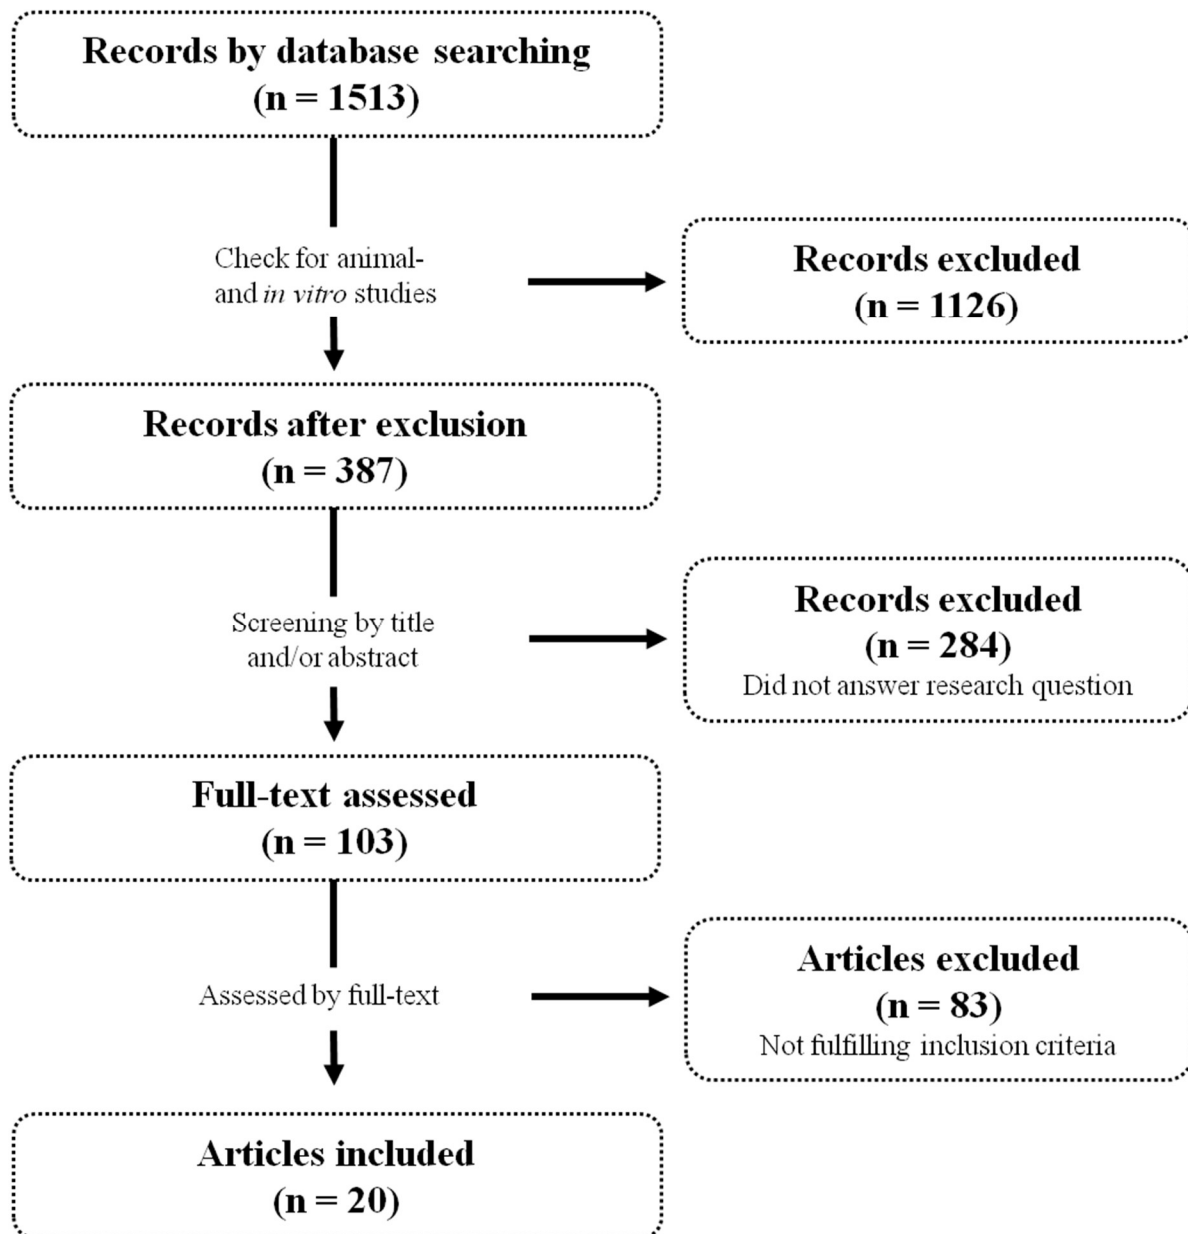 Records by database searching
(n = 1513)
Check for animal-
and in vitro studies
Records excluded
(n = 1126)
Records after exclusion
(n = 387)
Screening by title
and/or abstract
Records excluded
(n = 284)
Did not answer research question
Full-text assessed
(n = 103)
Assessed by full-text
Articles excluded
(n = 83)
Not fulfilling inclusion criteria
Articles included
(n = 20)